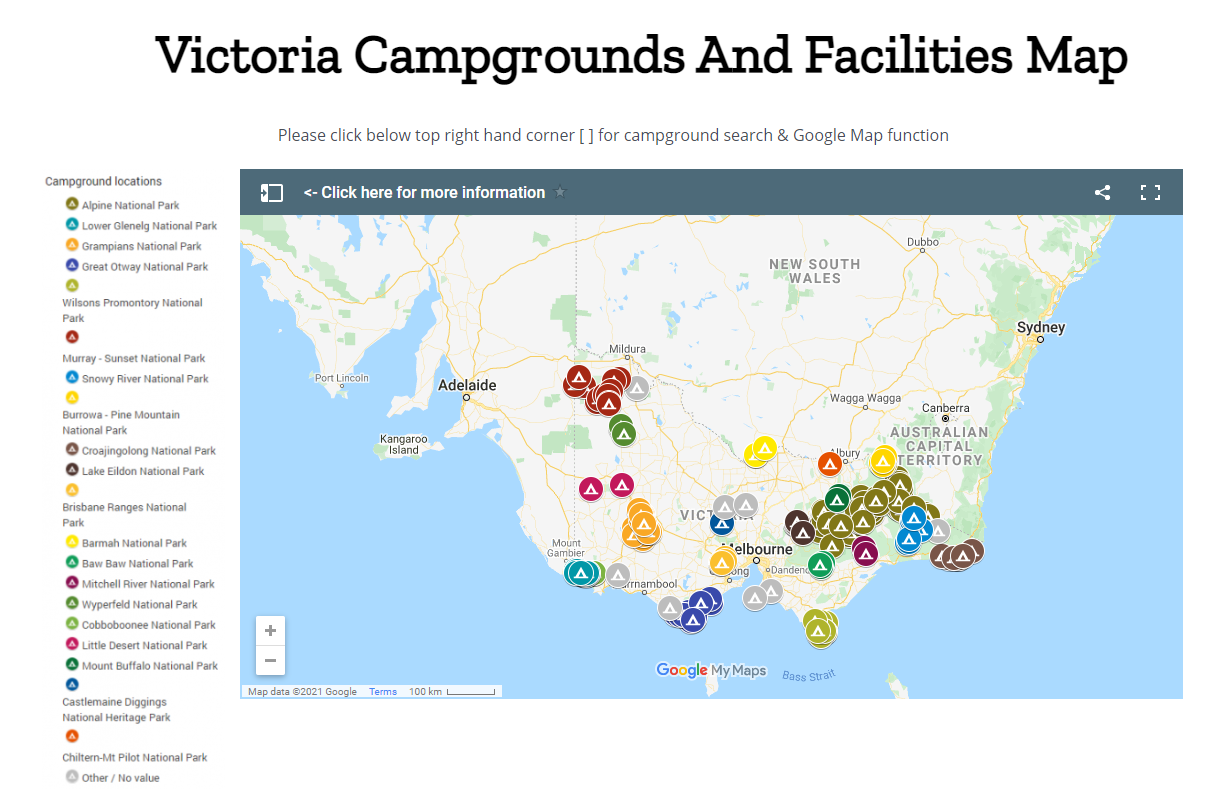 Victoria Campgrounds And Facilities Map
Please click below top right hand corner [ ] for campground search & Google Map function
Campground locations
Alpine National Park
Lower Glenelg National Park
Grampians National Park
Great Otway National Park
Wilsons Promontory National
Park
Murray - Sunset National Park
Snowy River National Park
Burrowa - Pine Mountain
National Park
Croajingolong National Park
Lake Eildon National Park
Brisbane Ranges National
Park
Barmah National Park
Baw Baw National Park
Mitchell River National Park
Wyperfeld National Park
Cobboboonee National Park
Little Desert National Park
Mount Buffalo National Park
Castlemaine Diggings
National Heritage Park
Chiltern-Mt Pilot National Park
Other / No value
<- Click here for more information
Dubbo
NEW SOUTH
WALES
Sydney
Mildura
Port Lincoln
Adelaide
Wagga Wagga
Canberra
AUSTRALIAN
CAPITAL
TERRITORY
Kangaroo
Island
lbury
VICT
A
Mount
Gambier
elbourne
ong
Dandenc
rrnambool
Google My Maps
Bass Strait
+
−
Map data ©2021 Google
Terms
100 km